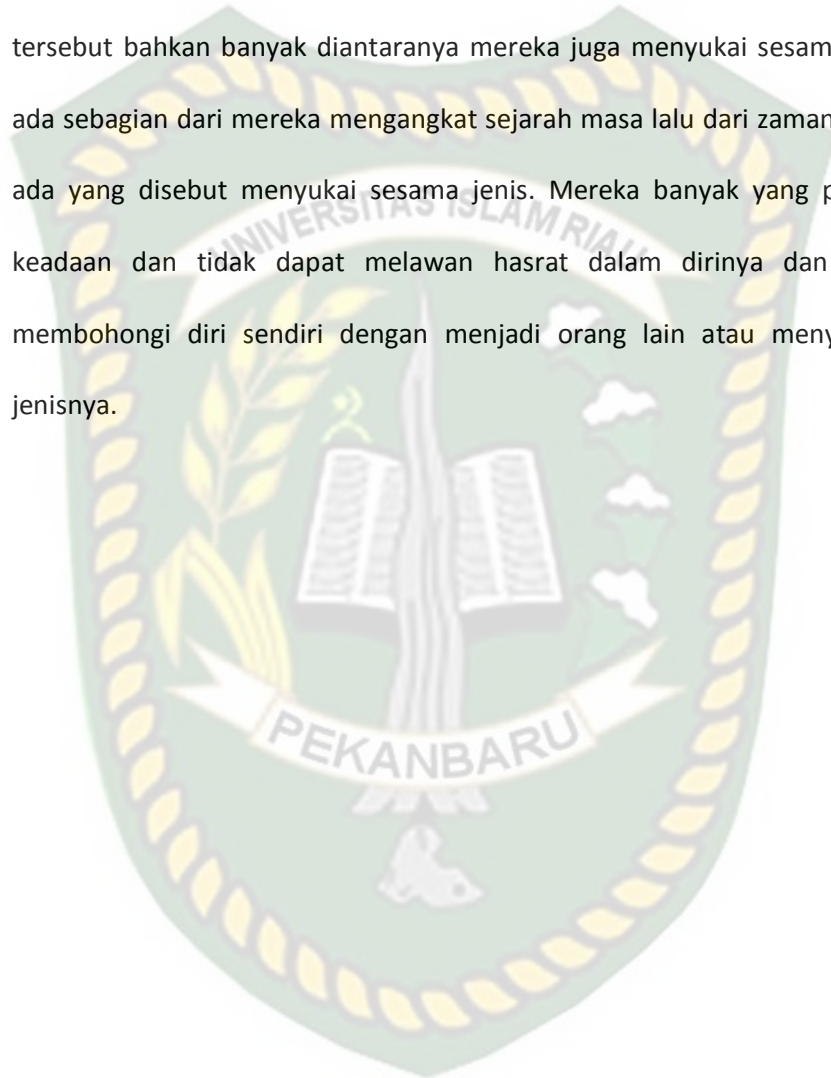 tersebut bahkan banyak diantaranya mereka juga menyukai sesam
ada sebagian dari mereka mengangkat sejarah masa lalu dari zaman
ada yang disebut menyukai sesama jenis. Mereka banyak yang p
UNIVERSITAS ISLAM RIAU
keadaan dan tidak dapat melawan hasrat dalam dirinya dan
membohongi diri sendiri dengan menjadi orang lain atau meny
jenisnya.
PEKANBARU